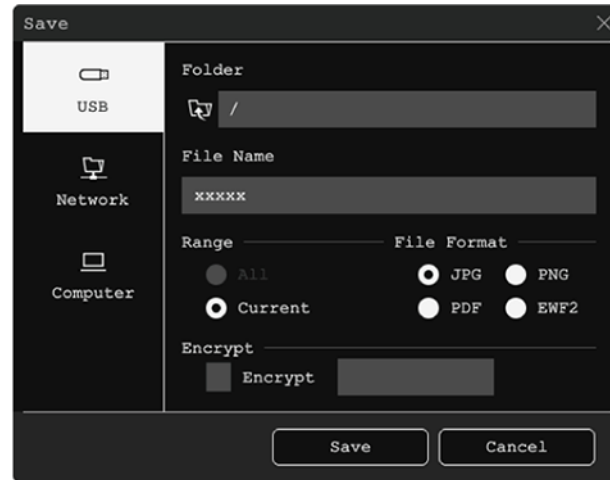 Save
USB
Network
Computer
Folder
/
File Name
xxxxx
Range
All
Current
File Format
JPG
PNG
PDF
EWF2
Encrypt
Encrypt
Save
Cancel